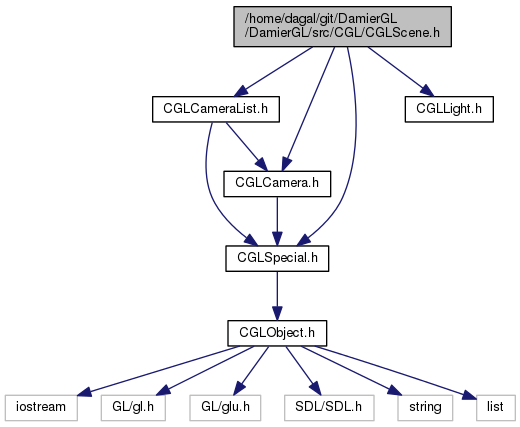 /home/dagal/git/DamierGL
/DamierGL/src/CGL/CGLScene.h
CGLCameraList.h
CGLLight.h
CGLCamera.h
CGLSpecial.h
CGLObject.h
iostream
GL/gl.h
GL/glu.h
SDL/SDL.h
string
list